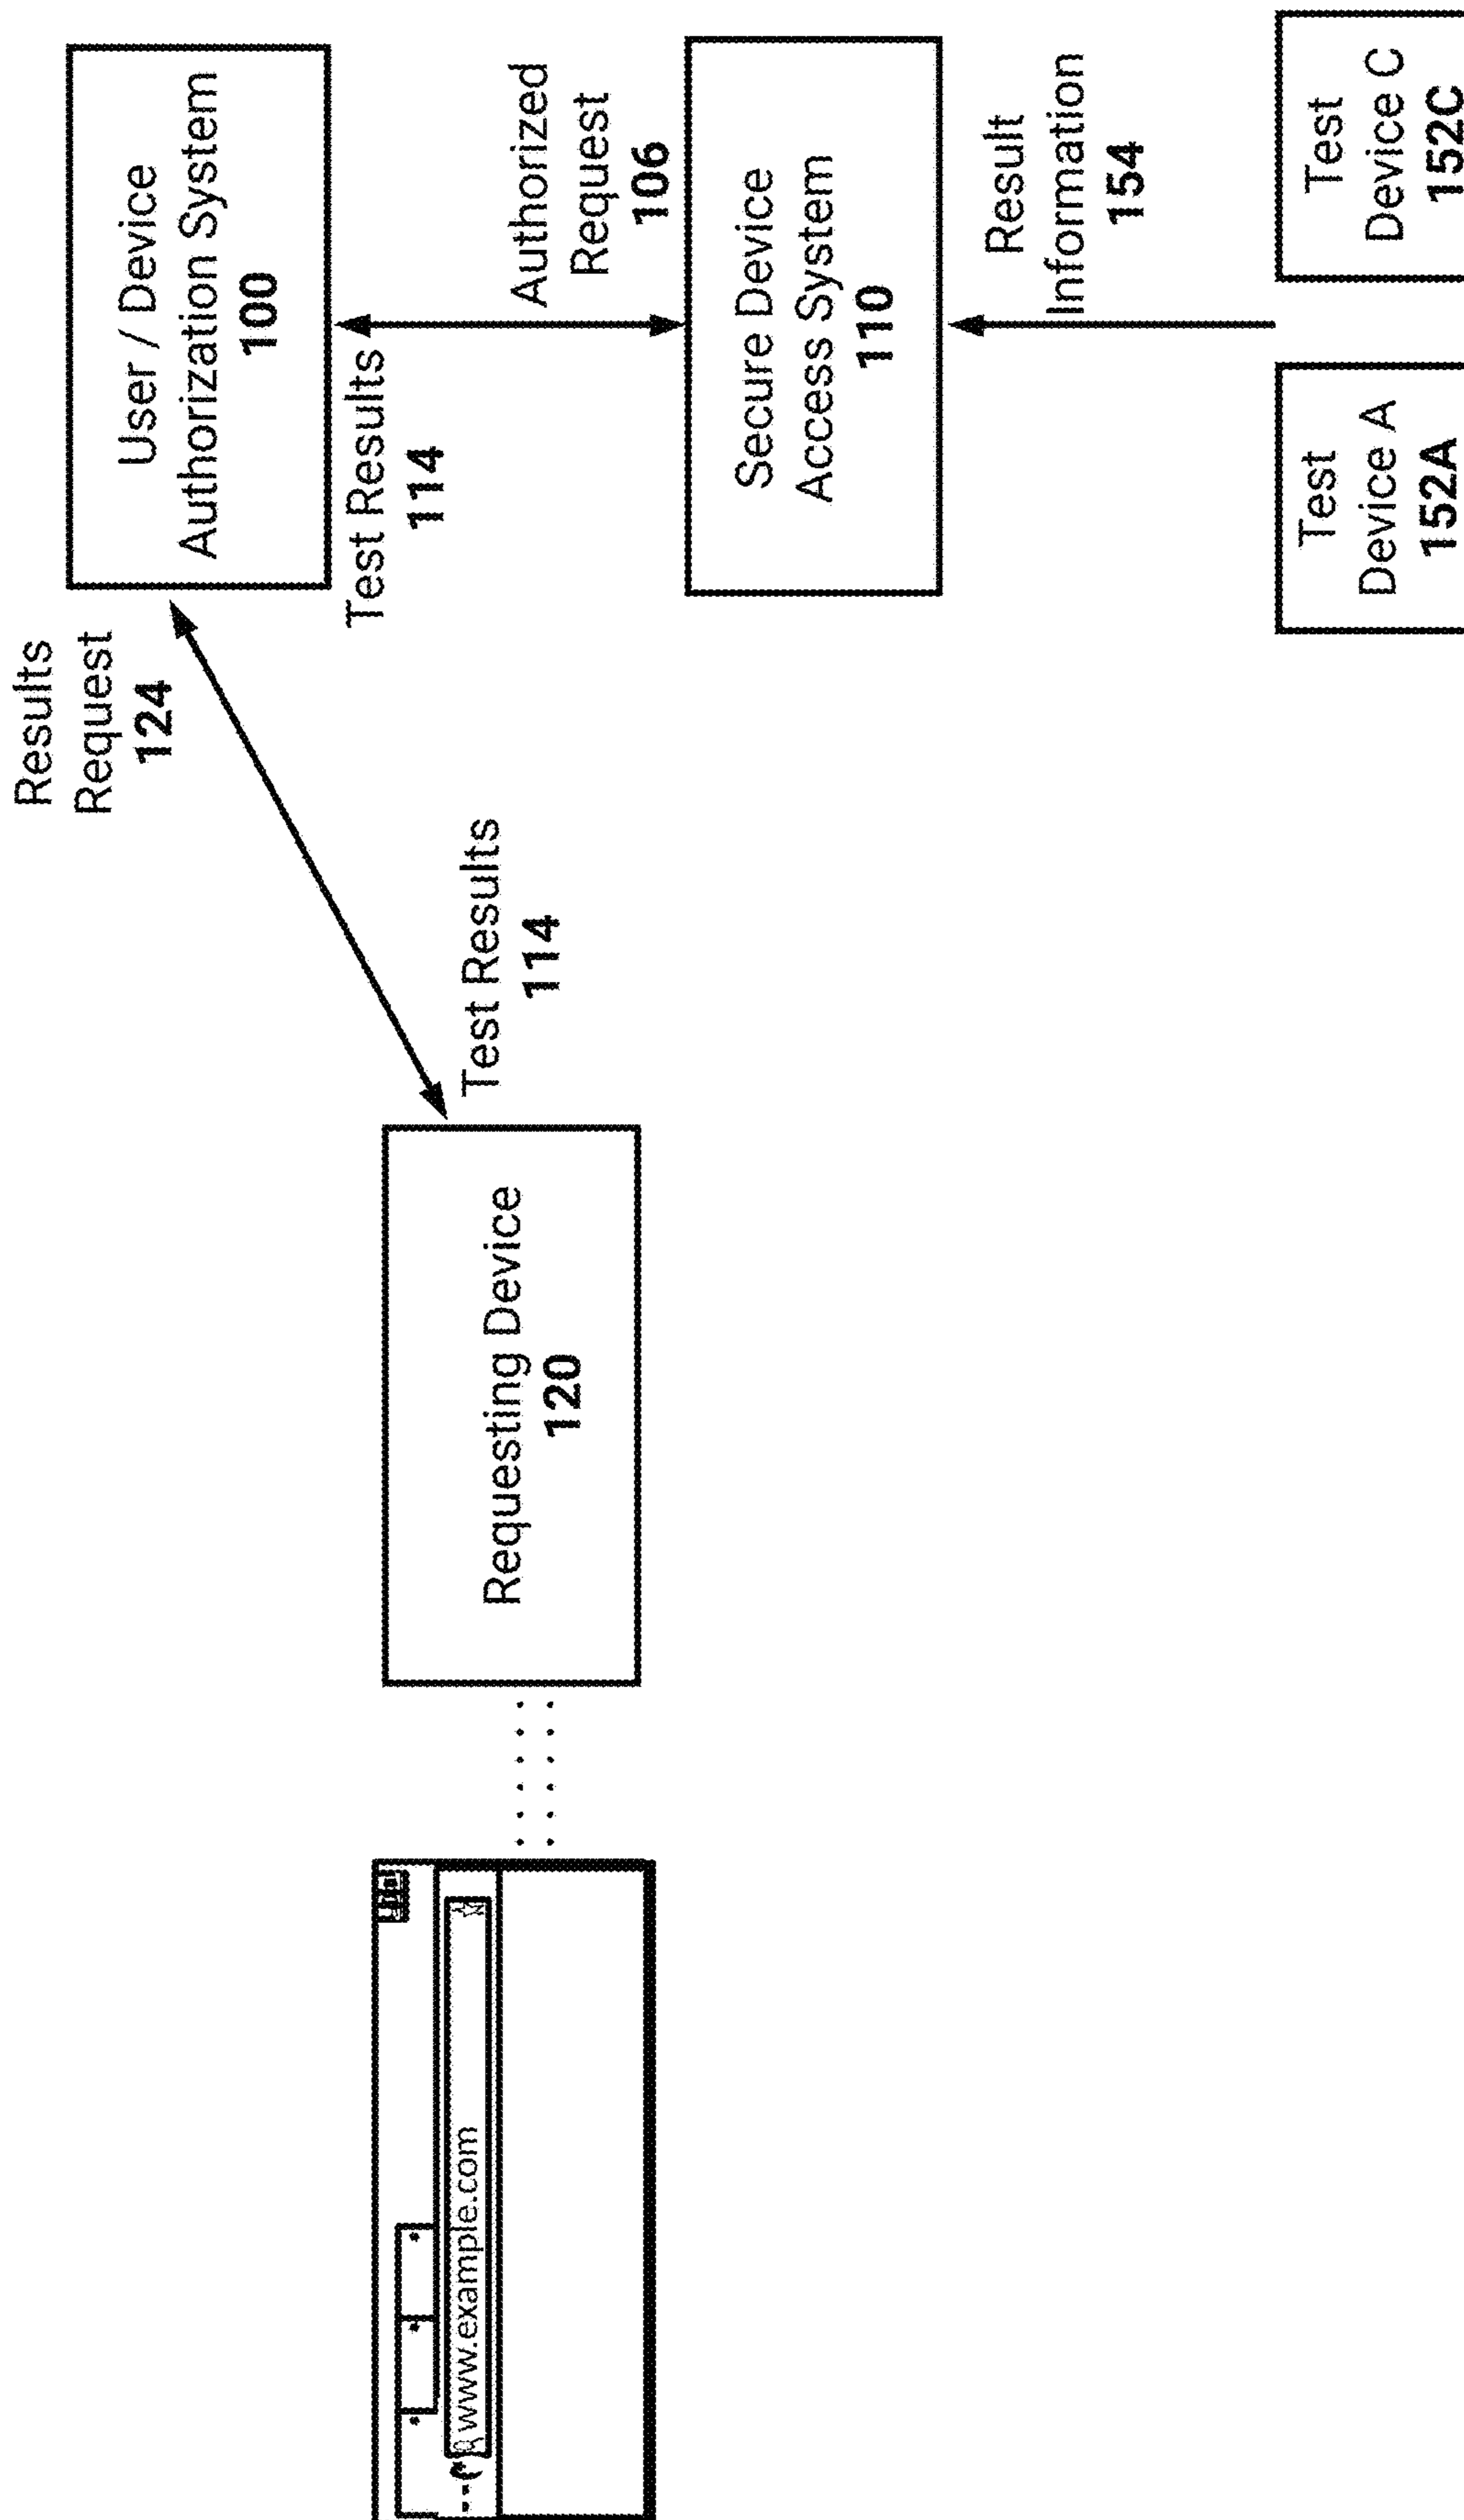 www.example.com
Requesting Device
120
Test Results
114
Results
Request
124
User / Device
Authorization System
100
Test Results
114
Authorized
Request
106
Secure Device
Access System
110
Result
Information
154
Test
Device A
152A
Test
Device C
152C